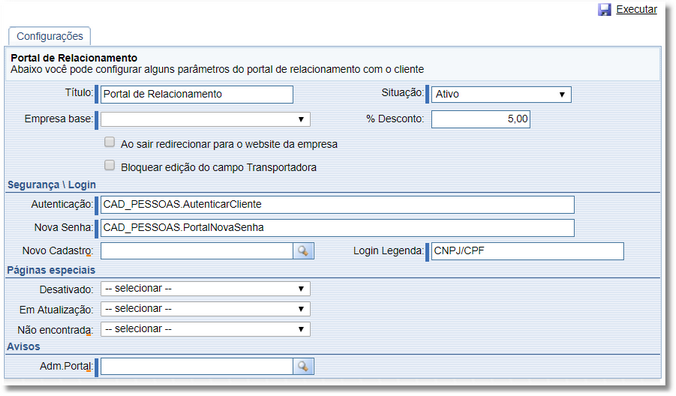 Executar
Configurações
Portal de Relacionamento
Abaixo você pode configurar alguns parâmetros do portal de relacionamento com o cliente
Título: Portal de Relacionamento Situação: Ativo
Empresa base: % Desconto: 5,00
Ao sair redirecionar para o website da empresa
Bloquear edição do campo Transportadora
Segurança \ Login
Autenticação: CAD_PESSOAS.AutenticarCliente
Nova Senha: CAD_PESSOAS.PortalNovaSenha
Novo Cadastro: Login Legenda: CNPJ/CPF
Páginas especiais
Desativado: -- selecionar --
Em Atualização: -- selecionar --
Não encontrada: -- selecionar --
Avisos
Adm.Portal: